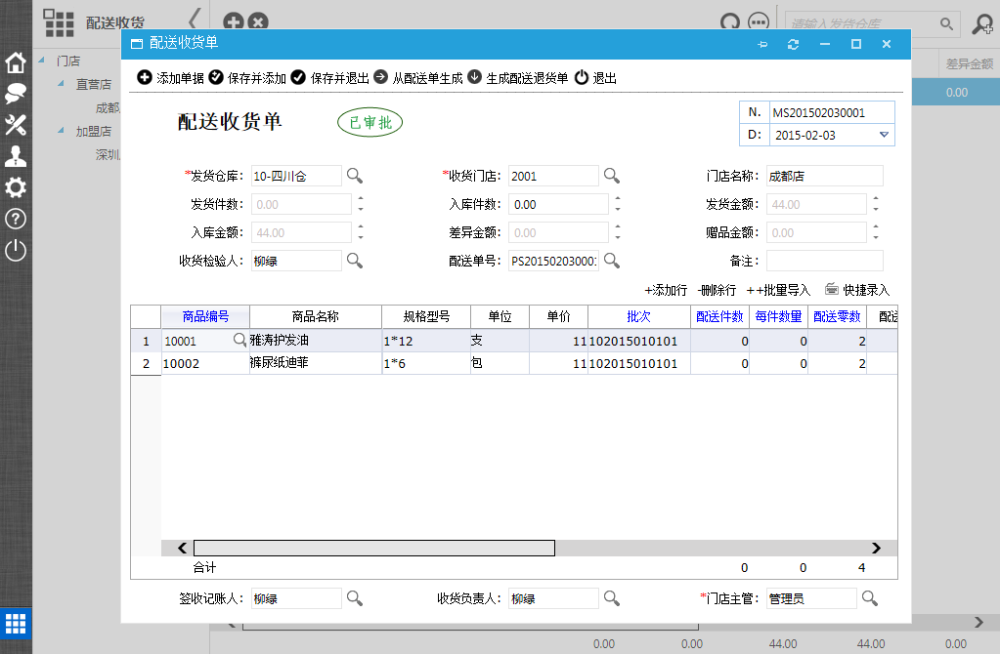 配送收货
请输入发货仓库
配送收货单
门店
直营店
成都
加盟店
深圳
差异金额
0.00
添加单据 保存并添加 保存并退出 从配送单生成 生成配送退货单 退出
配送收货单
已审批
N. MS201502030001
D: 2015-02-03
*发货仓库: 10-四川仓 *收货门店: 2001 门店名称: 成都店
发货件数: 0.00 入库件数: 0.00 发货金额: 44.00
入库金额: 44.00 差异金额: 0.00 赠品金额: 0.00
收货检验人: 柳绿 配送单号: PS20150203000 备注:
+添加行 -删除行 ++批量导入 快捷录入
商品编号 商品名称 规格型号 单位 单价 批次 配送件数 每件数量 配送零数 配送
1 10001 雅涛护发油 1*12 支 11 102015010101 0 0 2
2 10002 裤尿纸迪菲 1*6 包 11 102015010101 0 0 2
合计 0 0 4
签收记账人: 柳绿 收货负责人: 柳绿 *门店主管: 管理员
0.00 0.00 44.00 44.00 0.00